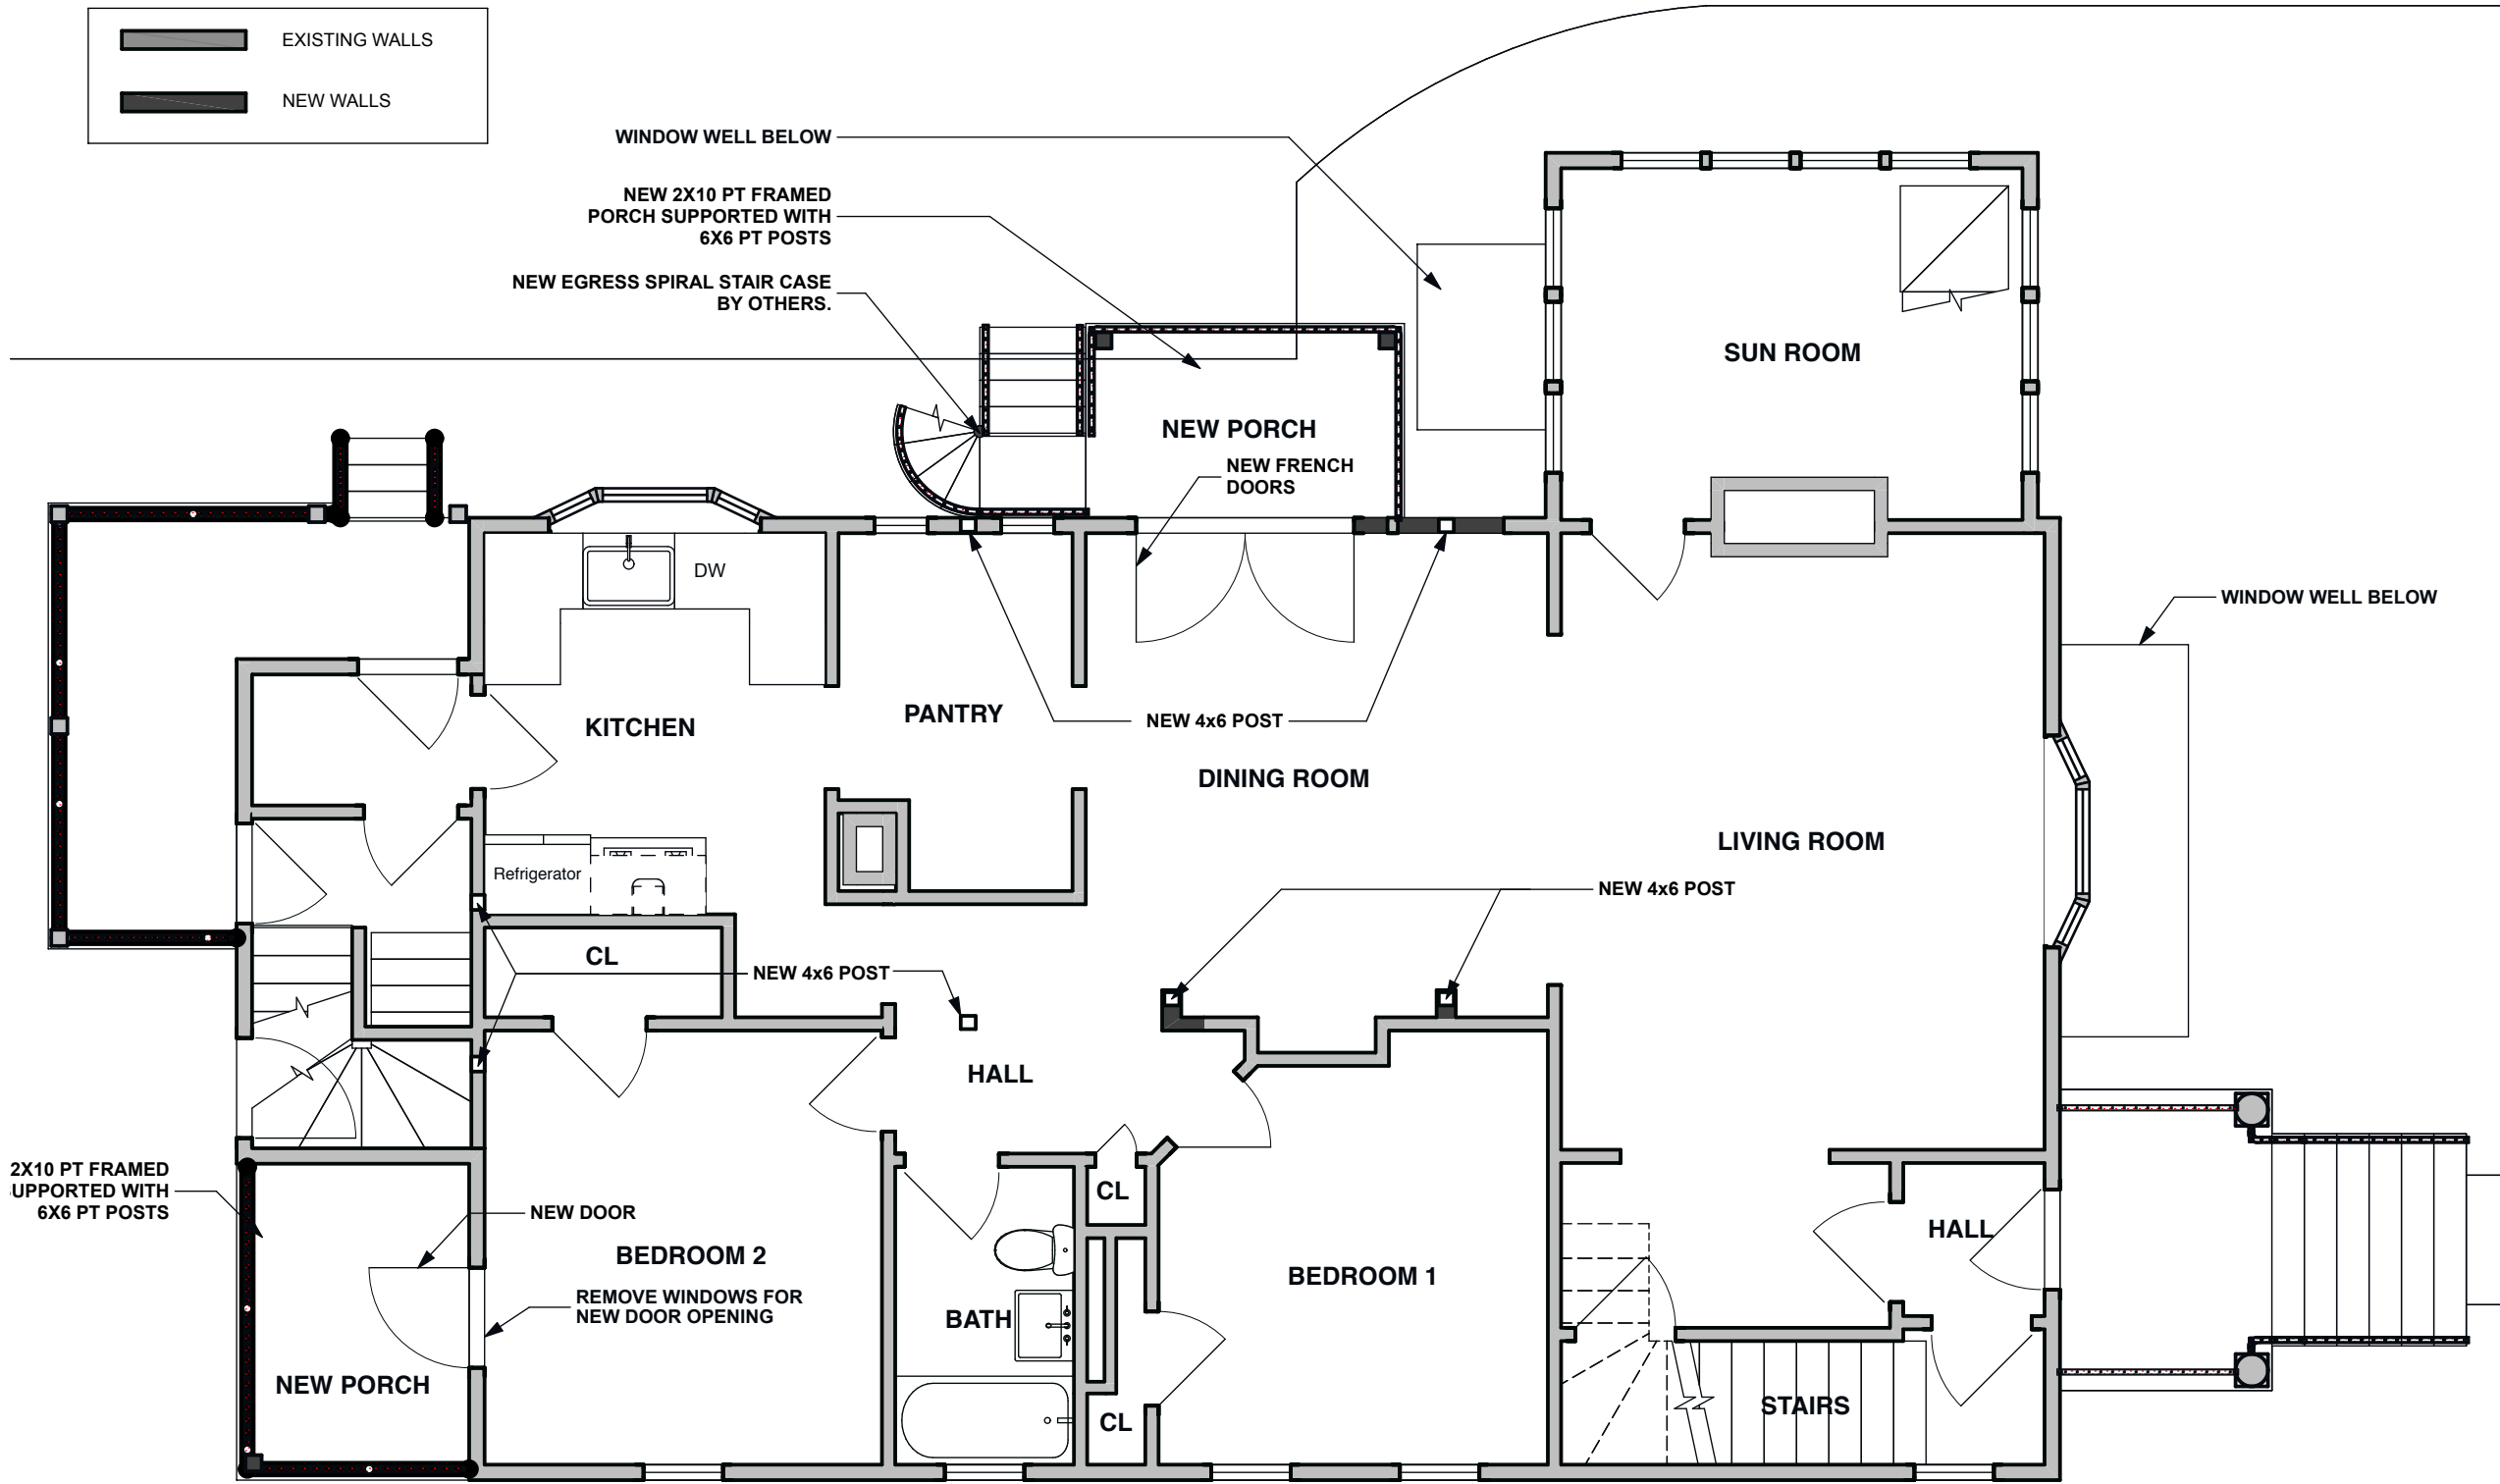 EXISTING WALLS
NEW WALLS
WINDOW WELL BELOW
NEW 2X10 PT FRAMED
PORCH SUPPORTED WITH
6X6 PT POSTS
NEW EGRESS SPIRAL STAIR CASE
BY OTHERS.
SUN ROOM
NEW PORCH
NEW FRENCH
DOORS
DW
WINDOW WELL BELOW
KITCHEN
PANTRY
NEW 4x6 POST
DINING ROOM
LIVING ROOM
Refrigerator
NEW 4x6 POST
CL
NEW 4x6 POST
HALL
2X10 PT FRAMED
UPPORTED WITH
6X6 PT POSTS
CL
NEW DOOR
HALL
BEDROOM 2
BEDROOM 1
REMOVE WINDOWS FOR
NEW DOOR OPENING
BATH
NEW PORCH
STAIRS
CL